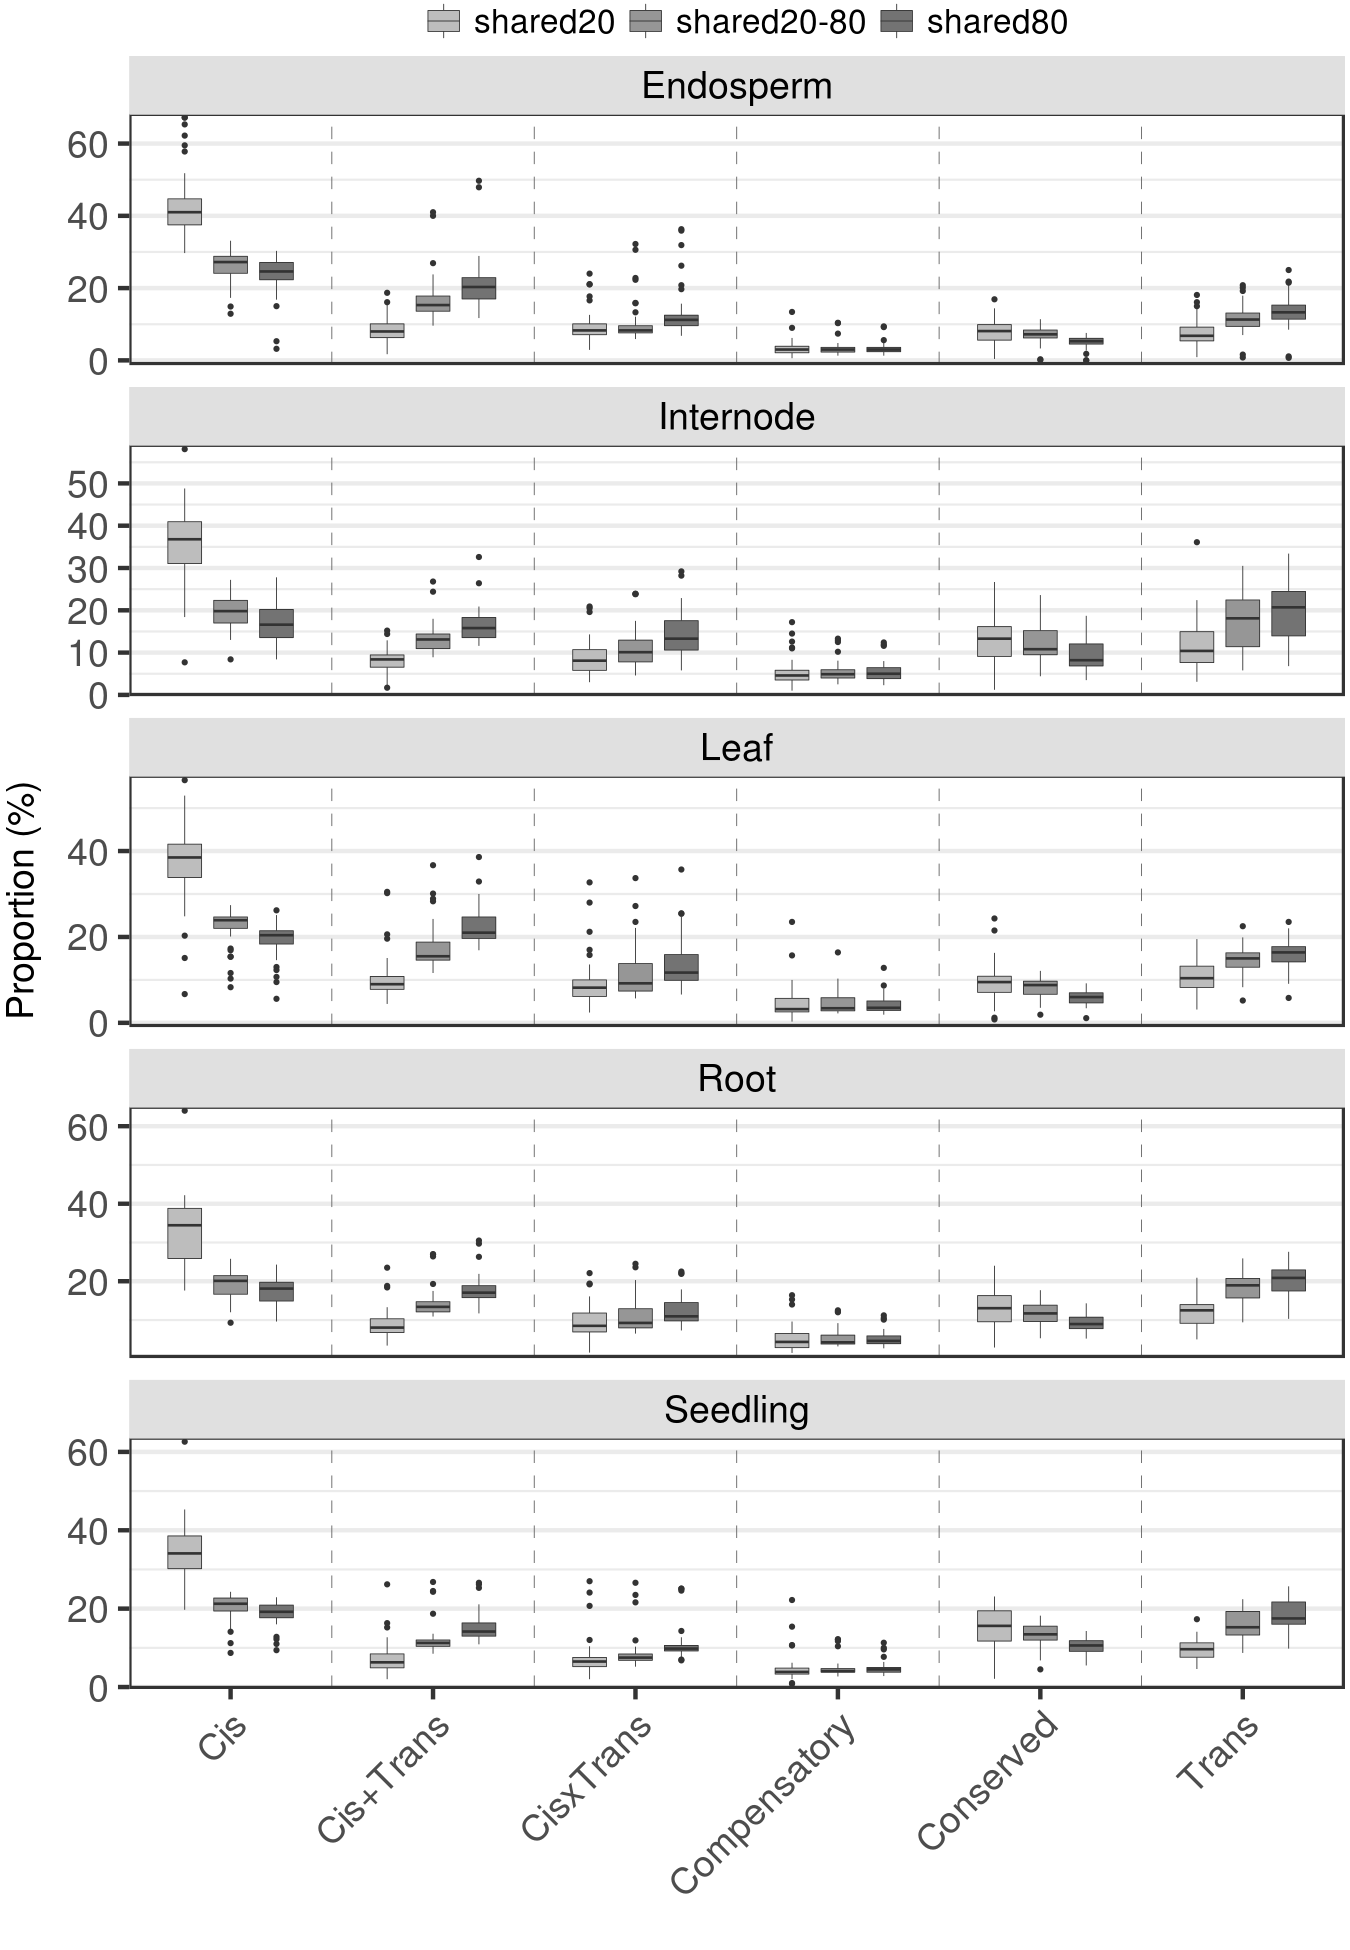 shared20 shared20-80 shared80
Endosperm
60
40
20
0
Internode
50
40
30
20
10
0
Leaf
40
20
0
Proportion (%)
Root
60
40
20
Seedling
60
40
20
0
Cis
Cis+Trans
CisxTrans
Compensatory
Conserved
Trans